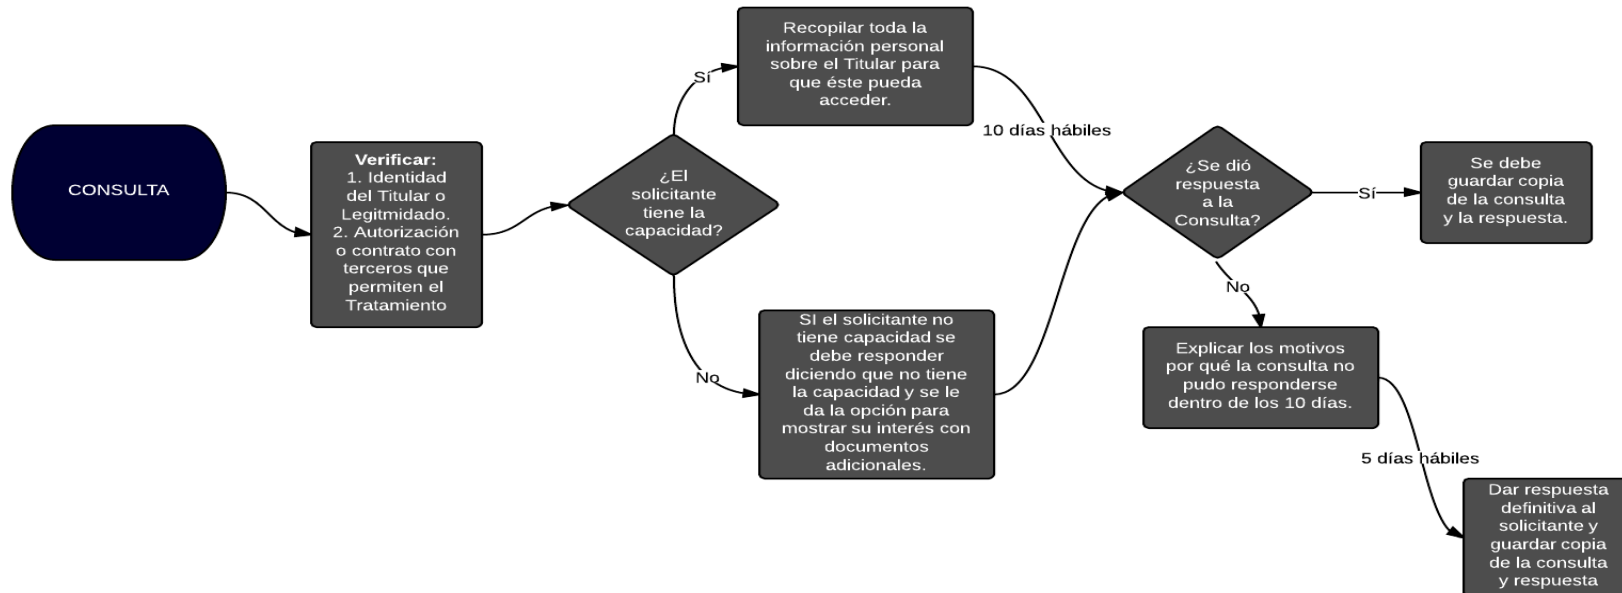 CONSULTA
Verificar:
1. Identidad
del Titular o
Legitmidado.
2. Autorización
o contrato con
terceros que
permiten el
Tratamiento
¿El
solicitante
tiene la
capacidad?
Sí
Recopilar toda la
información personal
sobre el Titular para
que éste pueda
acceder.
No
SI el solicitante no
tiene capacidad se
debe responder
diciendo que no tiene
la capacidad y se le
da la opción para
mostrar su interés con
documentos
adicionales.
10 días hábiles
¿Se dió
respuesta
a la
Consulta?
Sí
Se debe
guardar copia
de la consulta
y la respuesta.
No
Explicar los motivos
por qué la consulta no
pudo responderse
dentro de los 10 días.
5 días hábiles
Dar respuesta
definitiva al
solicitante y
guardar copia
de la consulta
y respuesta